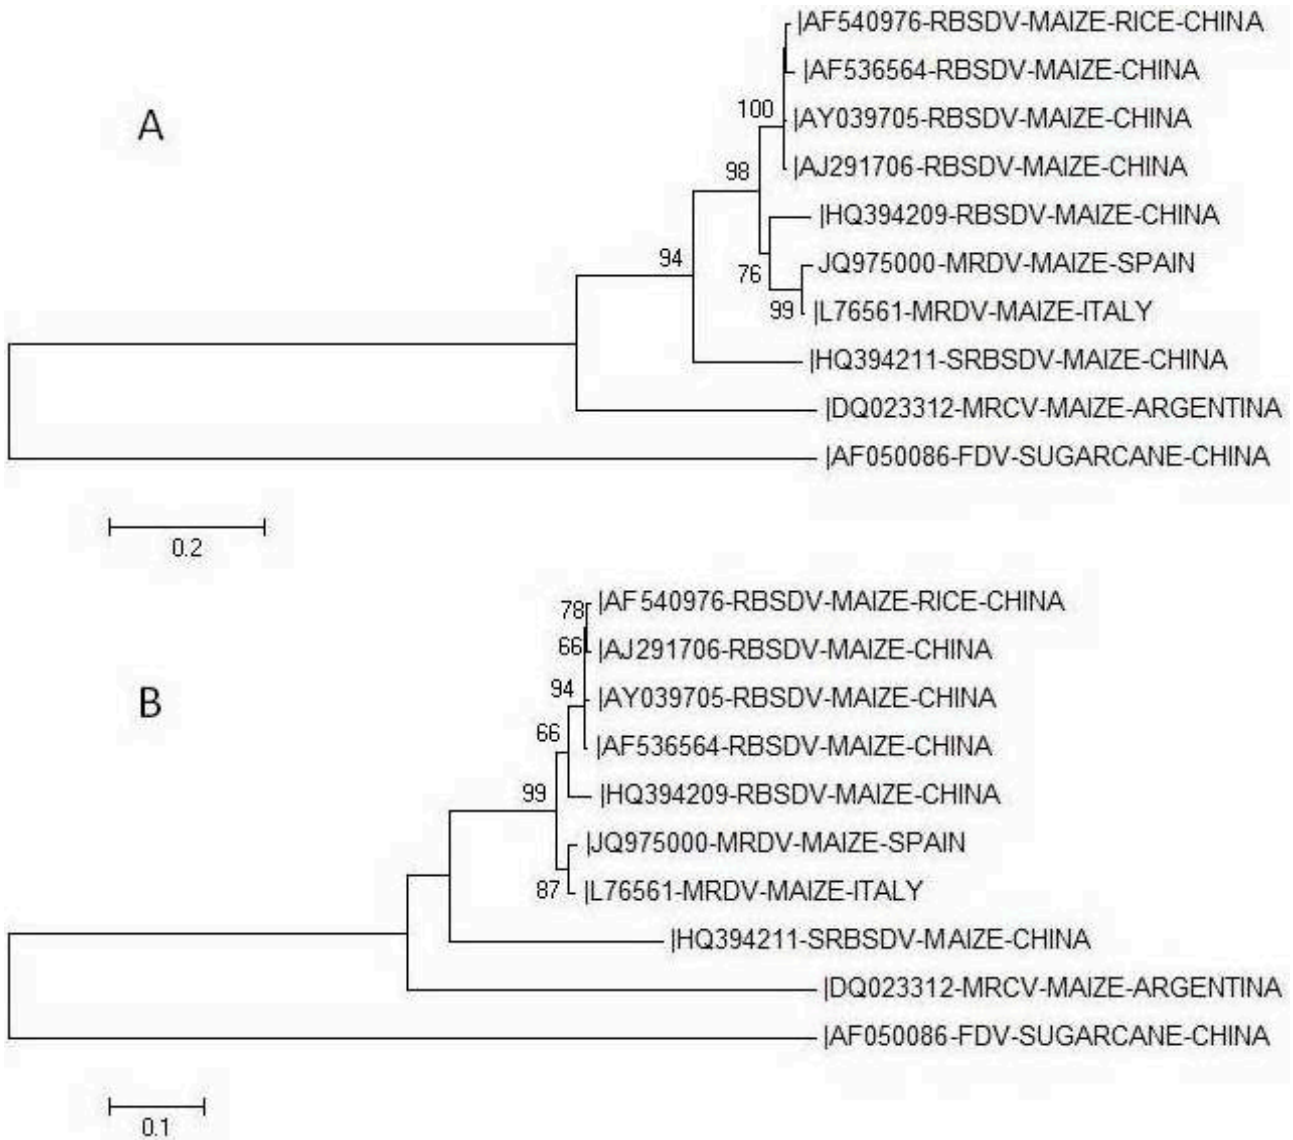 |AF540976-RBSDV-MAIZE-RICE-CHINA
|AF536564-RBSDV-MAIZE-CHINA
A
100
|AY039705-RBSDV-MAIZE-CHINA
|AJ291706-RBSDV-MAIZE-CHINA
98
|HQ394209-RBSDV-MAIZE-CHINA
94
JQ975000-MRDV-MAIZE-SPAIN
76
99
|L76561-MRDV-MAIZE-ITALY
|HQ394211-SRBSDV-MAIZE-CHINA
|DQ023312-MRCV-MAIZE-ARGENTINA
|AF050086-FDV-SUGARCANE-CHINA
0.2
78
|AF540976-RBSDV-MAIZE-RICE-CHINA
66
|AJ291706-RBSDV-MAIZE-CHINA
B
94
|AY039705-RBSDV-MAIZE-CHINA
66
|AF536564-RBSDV-MAIZE-CHINA
99
|HQ394209-RBSDV-MAIZE-CHINA
|JQ975000-MRDV-MAIZE-SPAIN
87
|L76561-MRDV-MAIZE-ITALY
|HQ394211-SRBSDV-MAIZE-CHINA
|DQ023312-MRCV-MAIZE-ARGENTINA
|AF050086-FDV-SUGARCANE-CHINA
0.1